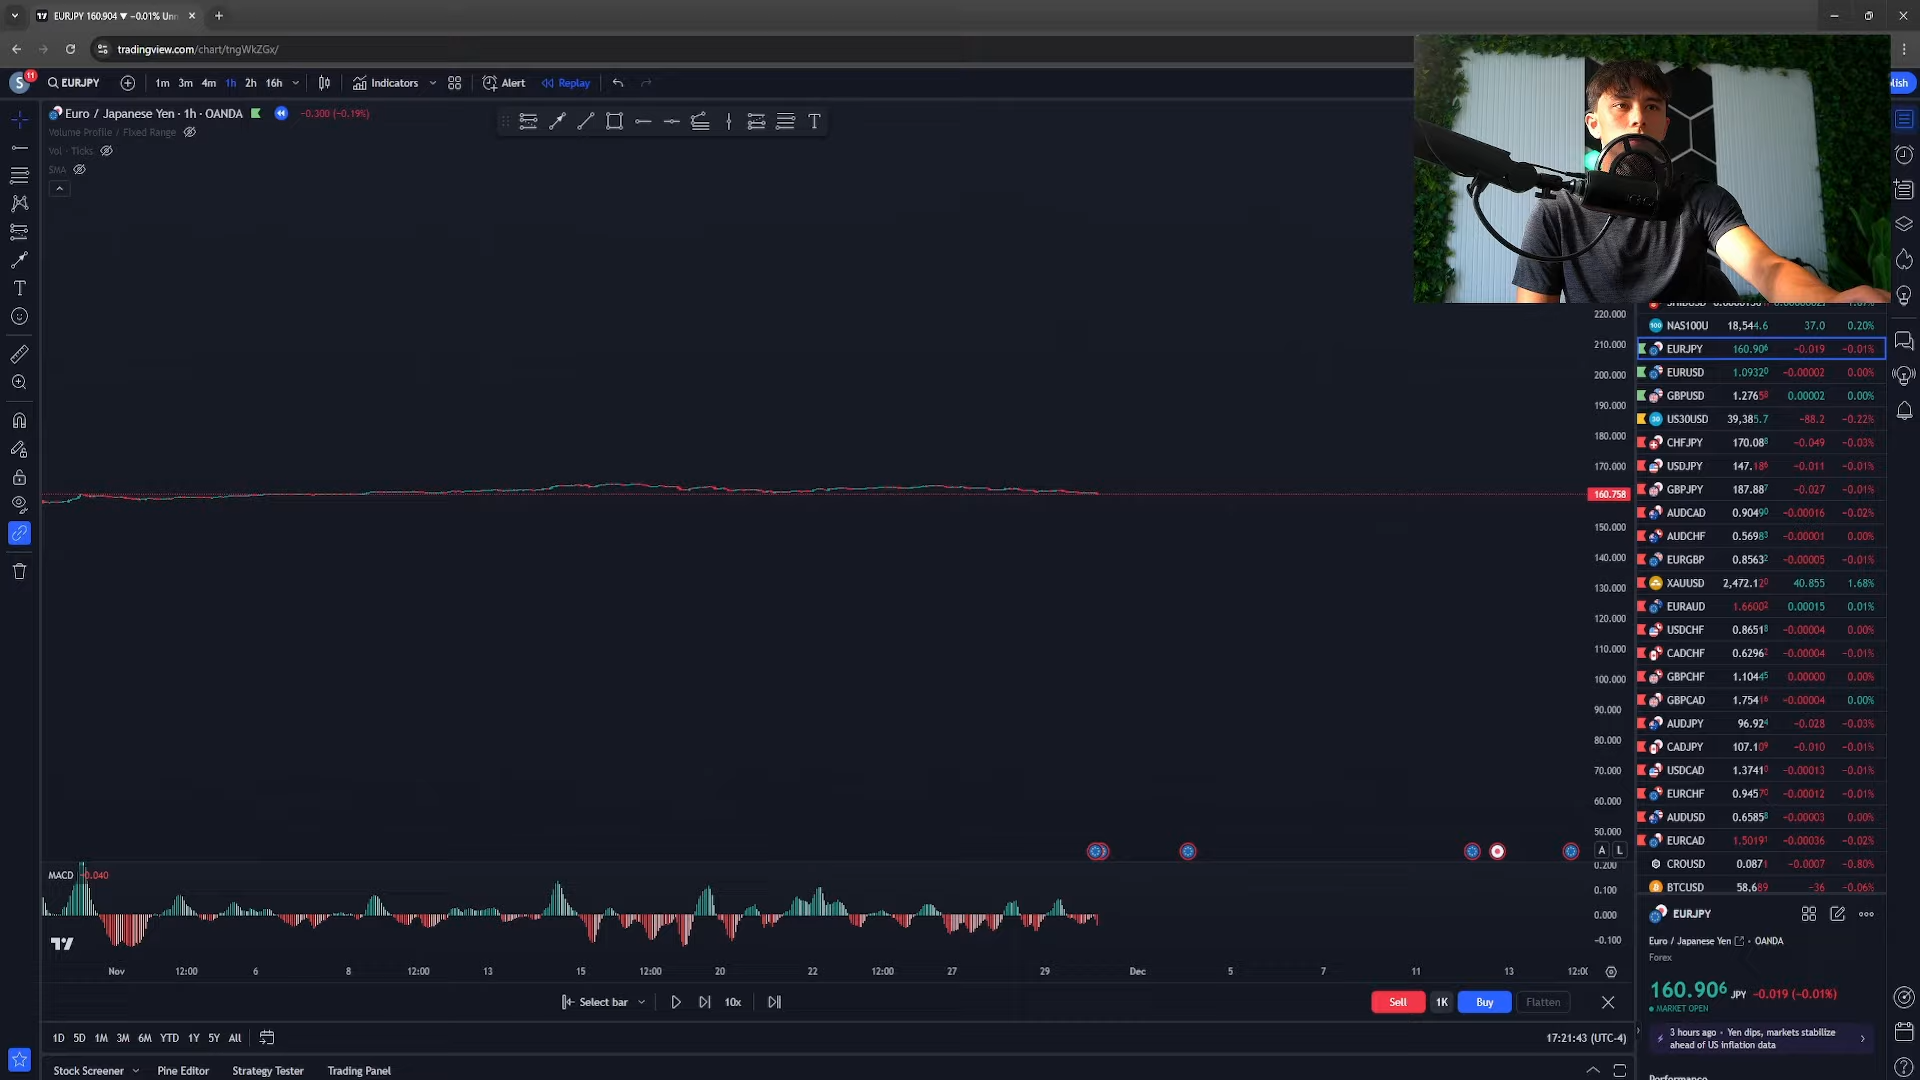 EURJPY 160.904 ▼ −0.01% Unn
tradingview.com/chart/tngWkZGx/
S 11 EURJPY 1m 3m 4m 1h 2h 16h Indicators Alert Replay lish
Euro / Japanese Yen · 1h · OANDA −0.300 (−0.19%)
Volume Profile / Fixed Range
Vol · Ticks
SMA
220.000
210.000
200.000
190.000
180.000
170.000
160.758
150.000
140.000
130.000
120.000
110.000
100.000
90.000
80.000
70.000
60.000
50.000
A L
NAS100U 18,544.6 37.0 0.20%
EURJPY 160.906 −0.019 −0.01%
EURUSD 1.09320 −0.00002 0.00%
GBPUSD 1.27658 0.00002 0.00%
US30USD 39,385.7 −88.2 −0.22%
CHFJPY 170.088 −0.049 −0.03%
USDJPY 147.186 −0.011 −0.01%
GBPJPY 187.887 −0.027 −0.01%
AUDCAD 0.90490 −0.00016 −0.02%
AUDCHF 0.56983 −0.00001 0.00%
EURGBP 0.85632 −0.00005 −0.01%
XAUUSD 2,472.120 40.855 1.68%
EURAUD 1.66002 0.00015 0.01%
USDCHF 0.86518 −0.00004 0.00%
CADCHF 0.62962 −0.00004 −0.01%
GBPCHF 1.10445 0.00000 0.00%
GBPCAD 1.75416 −0.00004 0.00%
AUDJPY 96.924 −0.028 −0.03%
CADJPY 107.109 −0.010 −0.01%
USDCAD 1.37410 −0.00013 −0.01%
EURCHF 0.94570 −0.00012 −0.01%
AUDUSD 0.65858 −0.00003 0.00%
EURCAD 1.50191 −0.00036 −0.02%
CROUSD 0.0871 −0.0007 −0.80%
BTCUSD 58,689 −36 −0.06%
MACD −0.040
0.200
0.100
0.000
−0.100
Nov 12:00 6 8 12:00 13 15 12:00 20 22 12:00 27 29 Dec 5 7 11 13 12:00
Select bar 10x Sell 1K Buy Flatten
1D 5D 1M 3M 6M YTD 1Y 5Y All 17:21:43 (UTC-4)
Stock Screener Pine Editor Strategy Tester Trading Panel
EURJPY
Euro / Japanese Yen • OANDA
Forex
160.906 JPY −0.019 (−0.01%)
MARKET OPEN
3 hours ago • Yen dips, markets stabilize
ahead of US inflation data
Performance